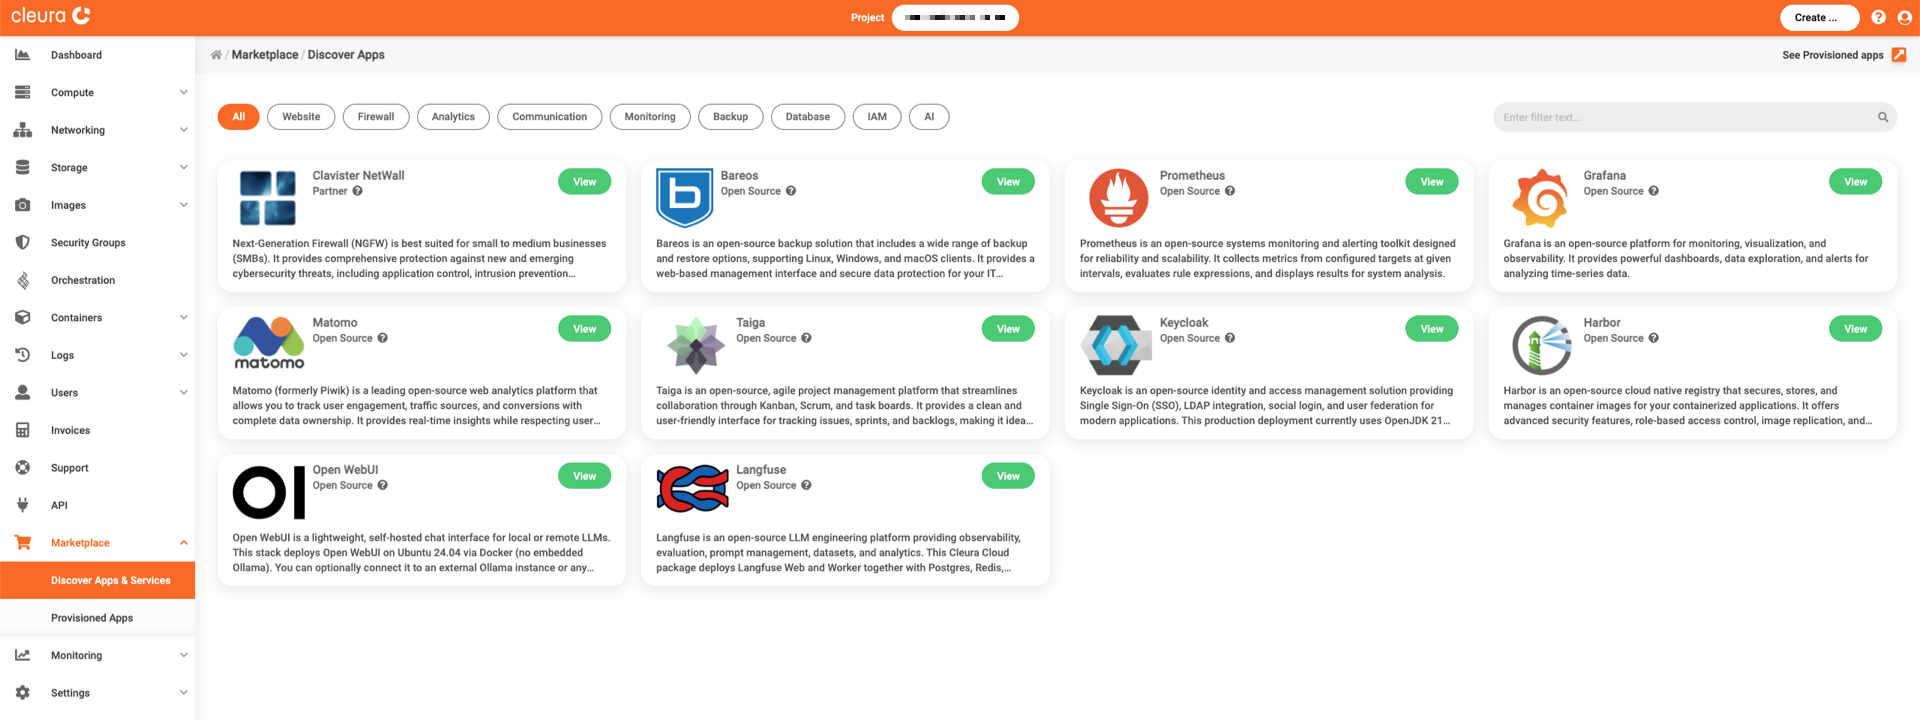 cleura
Project
Create ...
Dashboard
Compute
Networking
Storage
Images
Security Groups
Orchestration
Containers
Logs
Users
Invoices
Support
API
Marketplace
Discover Apps & Services
Provisioned Apps
Monitoring
Settings
/ Marketplace / Discover Apps
See Provisioned apps
All
Website
Firewall
Analytics
Communication
Monitoring
Backup
Database
IAM
AI
Enter filter text...
Clavister NetWall
Partner
View
Next-Generation Firewall (NGFW) is best suited for small to medium businesses
(SMBs). It provides comprehensive protection against new and emerging
cybersecurity threats, including application control, intrusion prevention...
Bareos
Open Source
View
Bareos is an open-source backup solution that includes a wide range of backup
and restore options, supporting Linux, Windows, and macOS clients. It provides a
web-based management interface and secure data protection for your IT...
Prometheus
Open Source
View
Prometheus is an open-source systems monitoring and alerting toolkit designed
for reliability and scalability. It collects metrics from configured targets at given
intervals, evaluates rule expressions, and displays results for system analysis.
Grafana
Open Source
View
Grafana is an open-source platform for monitoring, visualization, and
observability. It provides powerful dashboards, data exploration, and alerts for
analyzing time-series data.
matomo
Matomo
Open Source
View
Matomo (formerly Piwik) is a leading open-source web analytics platform that
allows you to track user engagement, traffic sources, and conversions with
complete data ownership. It provides real-time insights while respecting user...
Taiga
Open Source
View
Taiga is an open-source, agile project management platform that streamlines
collaboration through Kanban, Scrum, and task boards. It provides a clean and
user-friendly interface for tracking issues, sprints, and backlogs, making it idea...
Keycloak
Open Source
View
Keycloak is an open-source identity and access management solution providing
Single Sign-On (SSO), LDAP integration, social login, and user federation for
modern applications. This production deployment currently uses OpenJDK 21...
Harbor
Open Source
View
Harbor is an open-source cloud native registry that secures, stores, and
manages container images for your containerized applications. It offers
advanced security features, role-based access control, image replication, and...
OI
Open WebUI
Open Source
View
Open WebUI is a lightweight, self-hosted chat interface for local or remote LLMs.
This stack deploys Open WebUI on Ubuntu 24.04 via Docker (no embedded
Ollama). You can optionally connect it to an external Ollama instance or any...
Langfuse
Open Source
View
Langfuse is an open-source LLM engineering platform providing observability,
evaluation, prompt management, datasets, and analytics. This Cleura Cloud
package deploys Langfuse Web and Worker together with Postgres, Redis,...